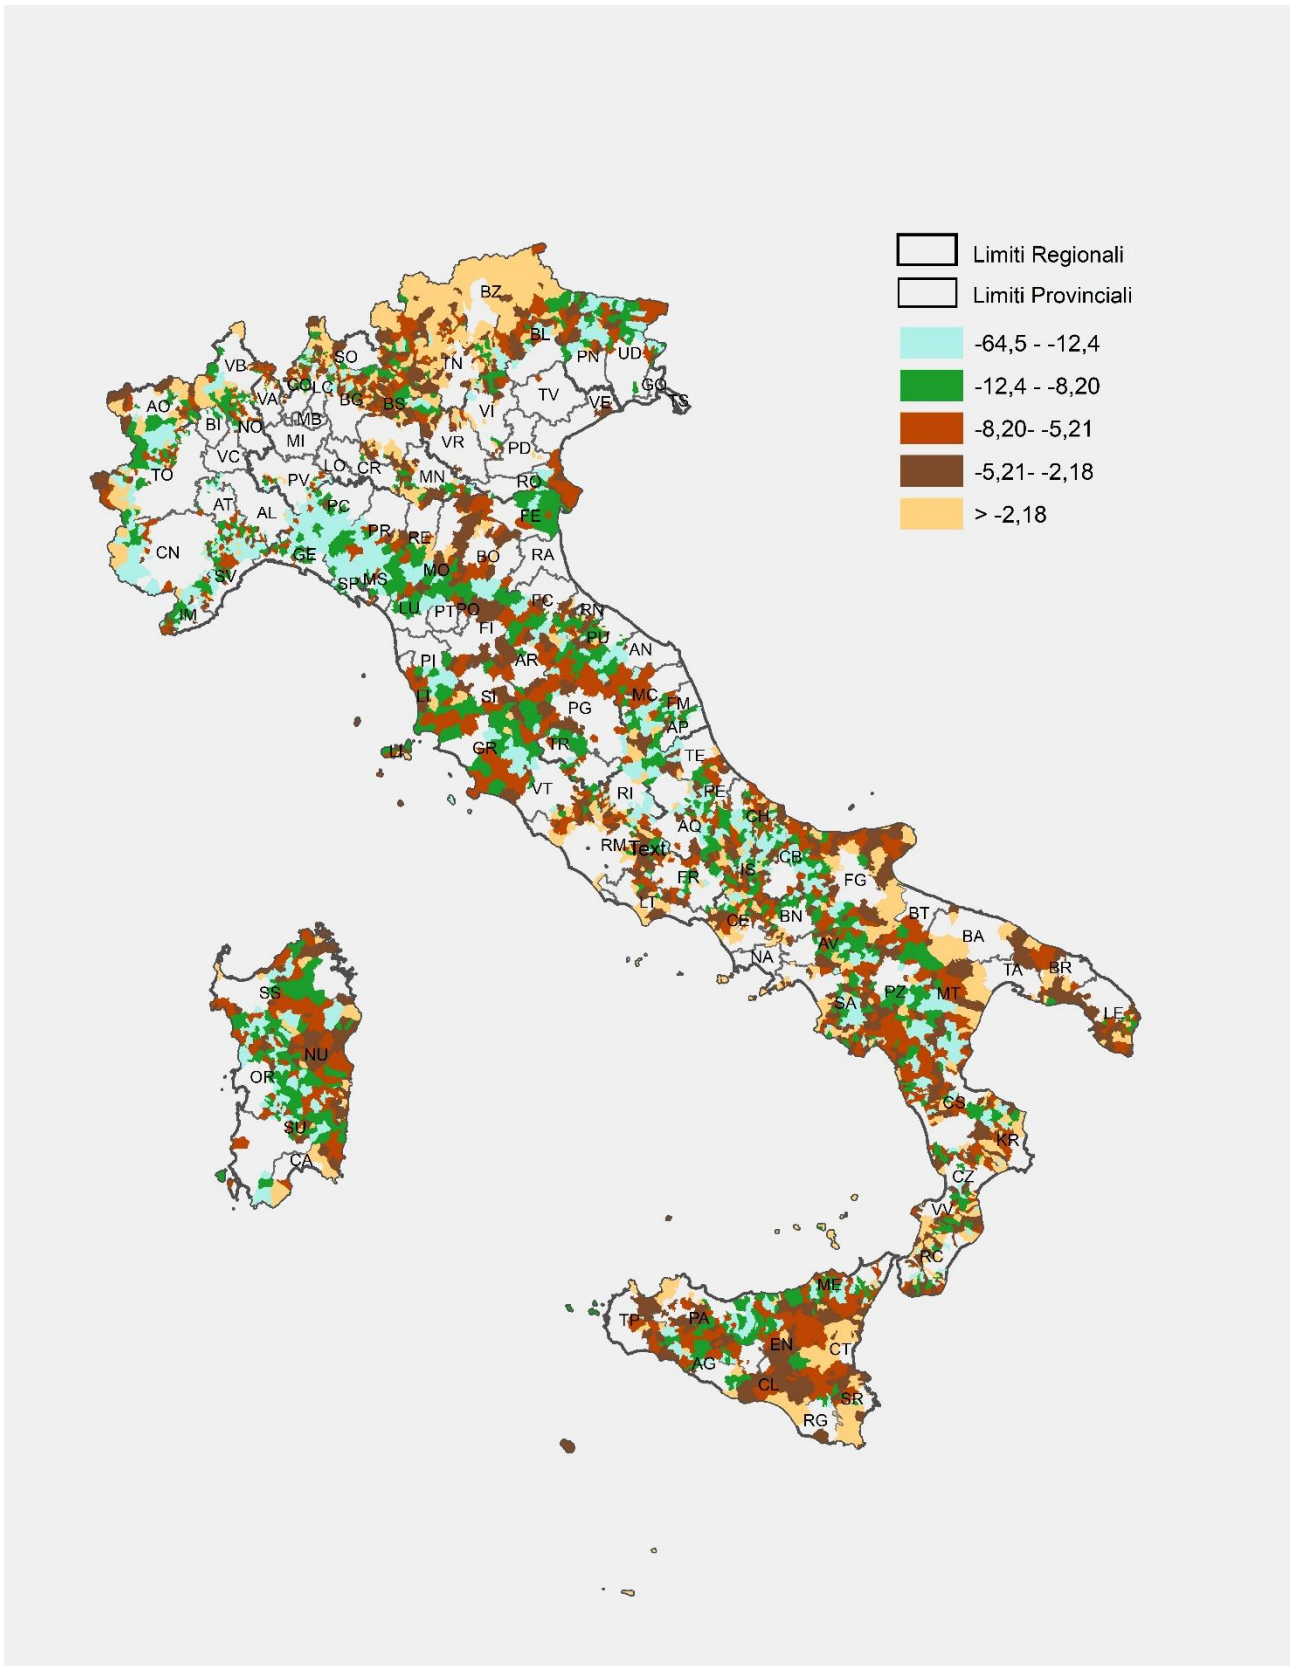 Limiti Regionali
Limiti Provinciali
-64,5 - -12,4
-12,4 - -8,20
-8,20- -5,21
-5,21- -2,18
> -2,18
BZ
BL
SO
TN
PN
UD
VB
CO
LC
BG
BS
VI
TV
VE
GO
TS
AO
VA
BI
NO
MB
MI
VR
PD
VC
TO
LO
CR
MN
RO
PV
AT
AL
PC
PR
RE
FE
CN
GE
MO
BO
RA
SV
SP
MS
IM
LU
PT
PO
FC
RN
FI
PU
AN
PI
AR
LI
SI
MC
PG
FM
AP
GR
TR
LI
TE
VT
RI
PE
CH
AQ
RM
Text
CB
FR
IS
FG
LT
CE
BN
BT
BA
AV
NA
TA
BR
SS
SA
PZ
MT
LE
NU
OR
CS
SU
KR
CA
CZ
VV
RC
ME
TP
PA
EN
CT
AG
CL
SR
RG